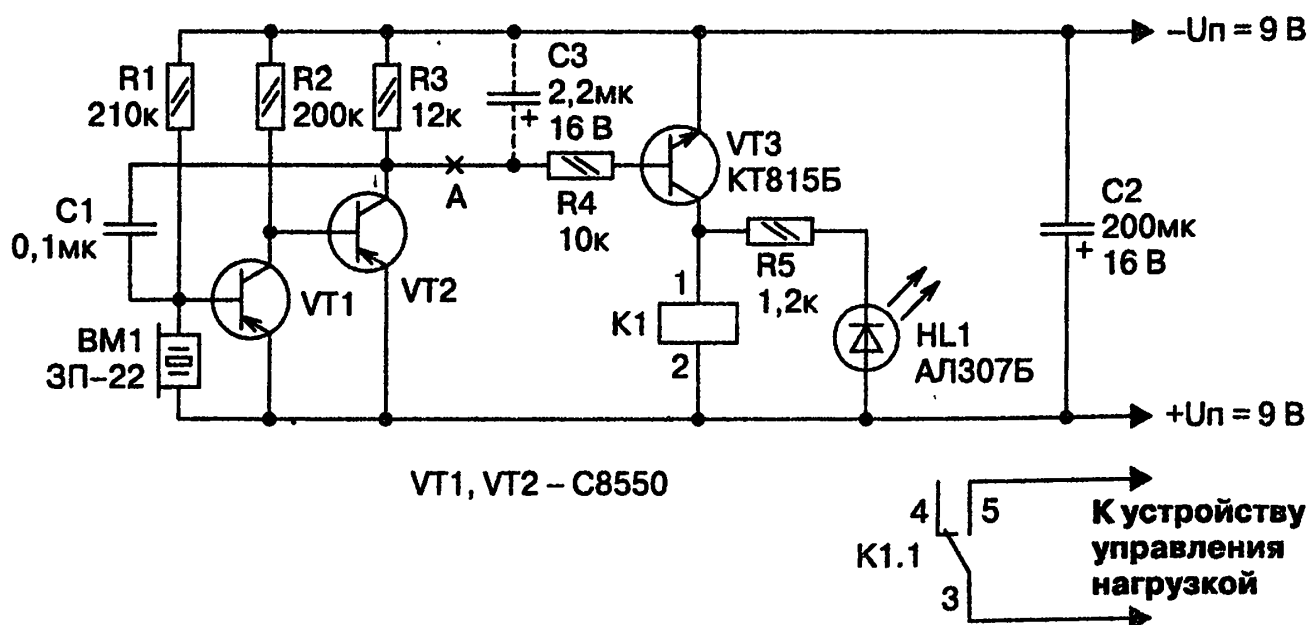 –Uп = 9 В
R1
210к
R2
200к
R3
12к
C3
2,2мк
16 В
+
VT3
КТ815Б
A
R4
10к
C1
0,1мк
VT1
VT2
C2
200мк
16 В
+
R5
1,2к
1
K1
2
HL1
АЛ307Б
BM1
ЗП–22
+Uп = 9 В
VT1, VT2 – C8550
4
5
K1.1
3
К устройству
управления
нагрузкой